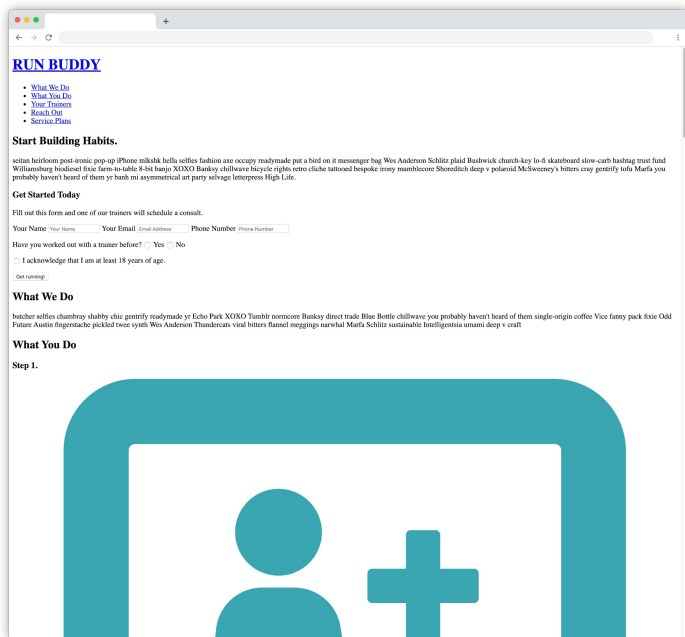 RUN BUDDY
What We Do
What You Do
Your Trainers
Reach Out
Service Plans
Start Building Habits.
seitan heirloom post-ironic pop-up iPhone mlkshk hella selfies fashion axe occupy readymade put a bird on it messenger bag Wes Anderson Schlitz plaid Bushwick church-key lo-fi skateboard slow-carb hashtag trust fund
Williamsburg biodiesel fixie farm-to-table 8-bit banjo XOXO Banksy chillwave bicycle rights retro cliche tattooed bespoke irony mumblecore Shoreditch deep v polaroid McSweeney's bitters cray gentrify tofu Marfa you
probably haven't heard of them yr banh mi asymmetrical art party selvage letterpress High Life.
Get Started Today
Fill out this form and one of our trainers will schedule a consult.
Your Name Your Name Your Email Email Address Phone Number Phone Number
Have you worked out with a trainer before? Yes No
I acknowledge that I am at least 18 years of age.
Get running!
What We Do
butcher selfies chambray shabby chic gentrify readymade yr Echo Park XOXO Tumblr normcore Banksy direct trade Blue Bottle chillwave you probably haven't heard of them single-origin coffee Vice fanny pack fixie Odd
Future Austin fingerstache pickled twee synth Wes Anderson Thundercats viral bitters flannel meggings narwhal Marfa Schlitz sustainable Intelligentsia umami deep v craft
What You Do
Step 1.